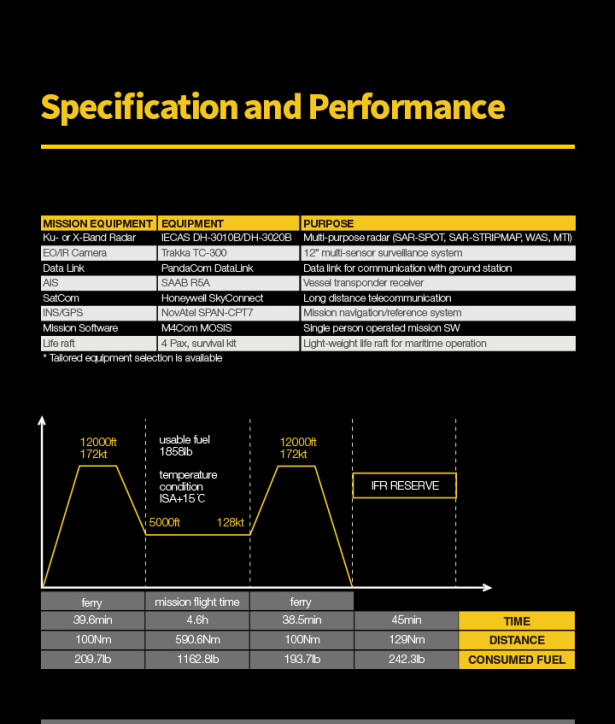 Specification and Performance
MISSION EQUIPMENT EQUIPMENT PURPOSE
Ku- or X-Band Radar IECAS DH-3010B/DH-3020B Multi-purpose radar (SAR-SPOT, SAR-STRIPMAP, WAS, MTI)
EO/IR Camera Trakka TC-300 12" multi-sensor surveillance system
Data Link PandaCom DataLink Data link for communication with ground station
AIS SAAB R5A Vessel transponder receiver
SatCom Honeywell SkyConnect Long distance telecommunication
INS/GPS NovAtel SPAN-CPT7 Mission navigation/reference system
Mission Software M4Com MOSIS Single person operated mission SW
Life raft 4 Pax, survival kit Light-weight life raft for maritime operation
* Tailored equipment selection is available
12000ft
172kt
usable fuel
1858lb
temperature
condition
ISA+15°C
5000ft 128kt
12000ft
172kt
IFR RESERVE
ferry mission flight time ferry
39.6min 4.6h 38.5min 45min TIME
100Nm 590.6Nm 100Nm 129Nm DISTANCE
209.7lb 1162.8lb 193.7lb 242.3lb CONSUMED FUEL